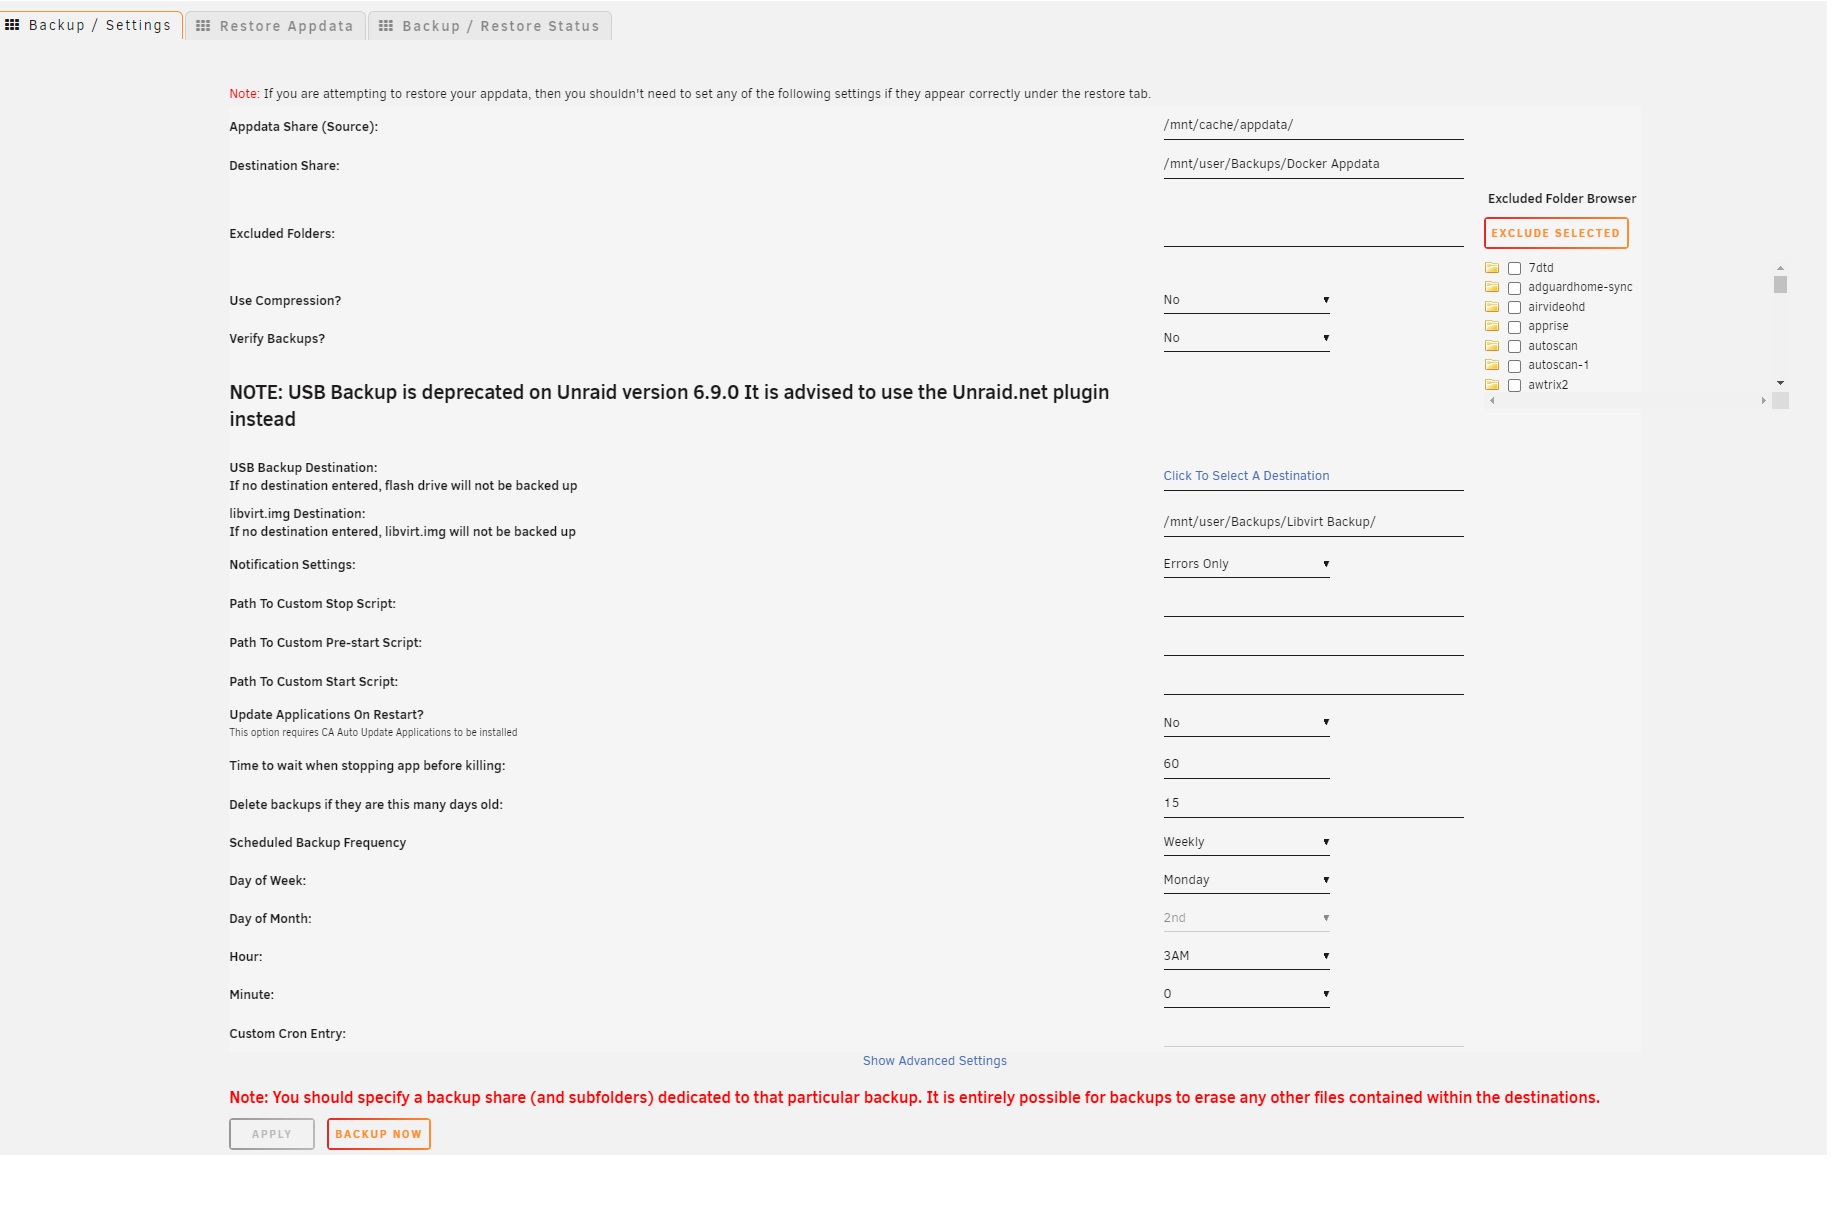 Backup / Settings
Restore Appdata
Backup / Restore Status
Note: If you are attempting to restore your appdata, then you shouldn't need to set any of the following settings if they appear correctly under the restore tab.
Appdata Share (Source):
/mnt/cache/appdata/
Destination Share:
/mnt/user/Backups/Docker Appdata
Excluded Folder Browser
Excluded Folders:
EXCLUDE SELECTED
7dtd
adguardhome-sync
airvideohd
apprise
autoscan
autoscan-1
awtrix2
Use Compression?
No
Verify Backups?
No
NOTE: USB Backup is deprecated on Unraid version 6.9.0 It is advised to use the Unraid.net plugin
instead
USB Backup Destination:
If no destination entered, flash drive will not be backed up
Click To Select A Destination
libvirt.img Destination:
If no destination entered, libvirt.img will not be backed up
/mnt/user/Backups/Libvirt Backup/
Notification Settings:
Errors Only
Path To Custom Stop Script:
Path To Custom Pre-start Script:
Path To Custom Start Script:
Update Applications On Restart?
This option requires CA Auto Update Applications to be installed
No
Time to wait when stopping app before killing:
60
Delete backups if they are this many days old:
15
Scheduled Backup Frequency
Weekly
Day of Week:
Monday
Day of Month:
2nd
Hour:
3AM
Minute:
0
Custom Cron Entry:
Show Advanced Settings
Note: You should specify a backup share (and subfolders) dedicated to that particular backup. It is entirely possible for backups to erase any other files contained within the destinations.
APPLY
BACKUP NOW